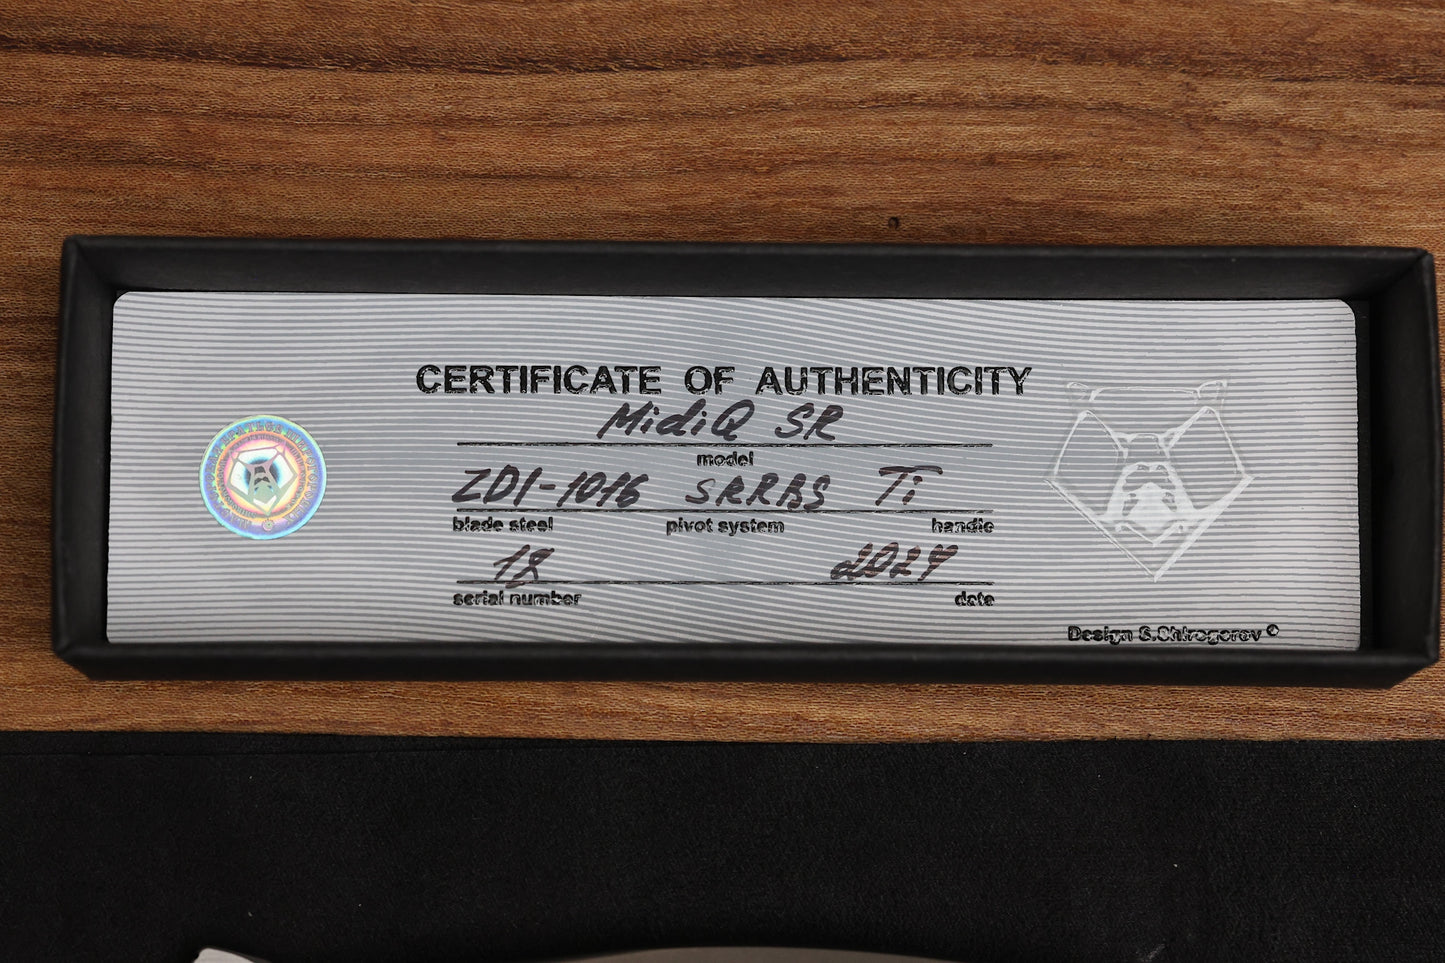 CERTIFICATE OF AUTHENTICITY
MidiQ SR
model
ZDI-1016 SRRBS Ti
blade steel pivot system handle
18 2024
serial number date
Design S.Shirogorov ®